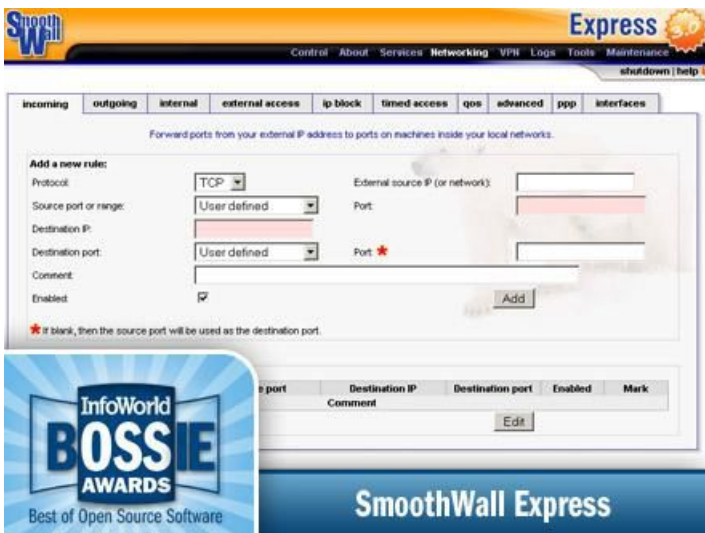 Smooth
Wall
Express 3.0
Control About Services Networking VPN Logs Tools Maintenance
shutdown | help
incoming outgoing internal external access ip block timed access qos advanced ppp interfaces
Forward ports from your external IP address to ports on machines inside your local networks.
Add a new rule:
Protocol: TCP External source IP (or network):
Source port or range: User defined Port:
Destination IP:
Destination port: User defined Port: *
Comment:
Enabled: Add
* If blank, then the source port will be used as the destination port.
port Destination IP Destination port Enabled Mark
Comment
Edit
InfoWorld
BOSSIE
AWARDS
Best of Open Source Software
SmoothWall Express